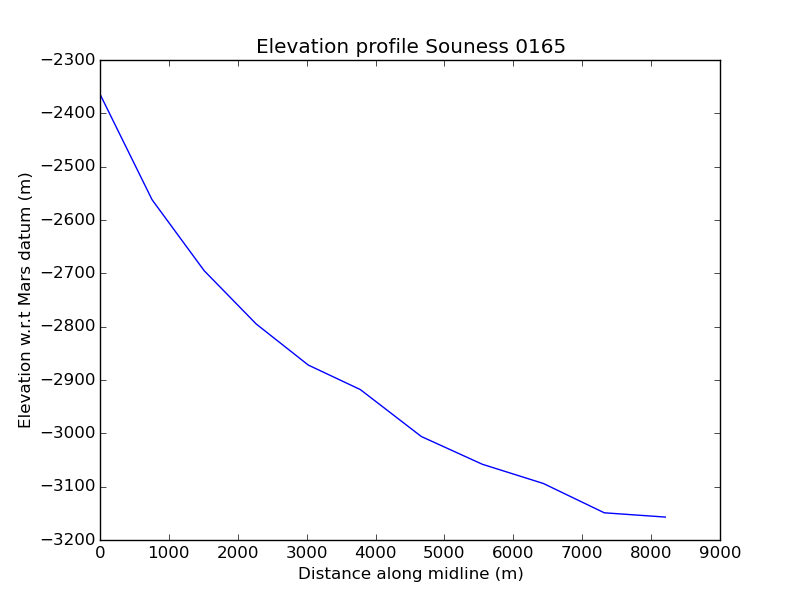 Elevation profile Souness 0165
−2300
−2400
−2500
−2600
−2700
−2800
−2900
−3000
−3100
−3200
Elevation w.r.t Mars datum (m)
0 1000 2000 3000 4000 5000 6000 7000 8000 9000
Distance along midline (m)